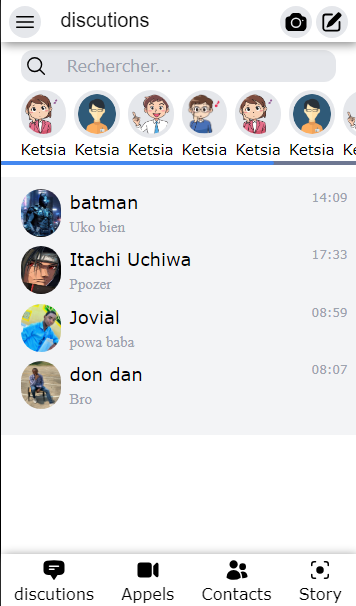 discutions
Rechercher...
Ketsia Ketsia Ketsia Ketsia Ketsia Ketsia Ke
batman 14:09
Uko bien
Itachi Uchiwa 17:33
Ppozer
Jovial 08:59
powa baba
don dan 08:07
Bro
discutions Appels Contacts Story